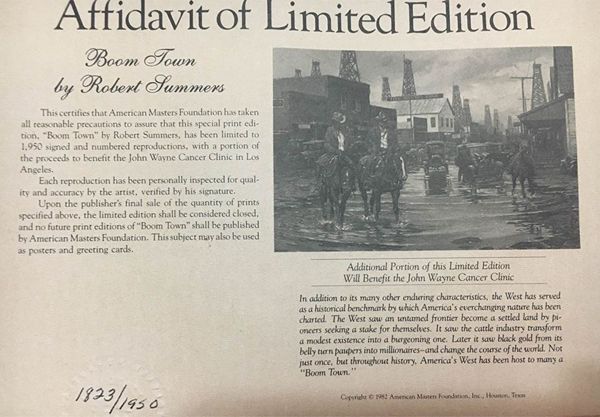 Affidavit of Limited Edition
Boom Town
by Robert Summers
This certifies that American Masters Foundation has taken
all reasonable precautions to assure that this special print edi-
tion, "Boom Town" by Robert Summers, has been limited to
1,950 signed and numbered reproductions, with a portion of
the proceeds to benefit the John Wayne Cancer Clinic in Los
Angeles.
Each reproduction has been personally inspected for qual-
ity and accuracy by the artist, verified by his signature.
Upon the publisher's final sale of the quantity of prints
specified above, the limited edition shall be considered closed,
and no future print editions of "Boom Town" shall be published
by American Masters Foundation. This subject may also be used
as posters and greeting cards.
Additional Portion of this Limited Edition
Will Benefit the John Wayne Cancer Clinic
In addition to its many other enduring characteristics, the West has served
as a historical benchmark by which America's everchanging nature has been
charted. The West saw an untamed frontier become a settled land by pi-
oneers seeking a stake for themselves. It saw the cattle industry transform
a modest existence into a burgeoning one. Later it saw black gold from its
belly turn paupers into millionaires—and change the course of the world. Not
just once, but throughout history, America's West has been host to many a
"Boom Town."
Copyright © 1982 American Masters Foundation, Inc., Houston, Texas
1823/1950